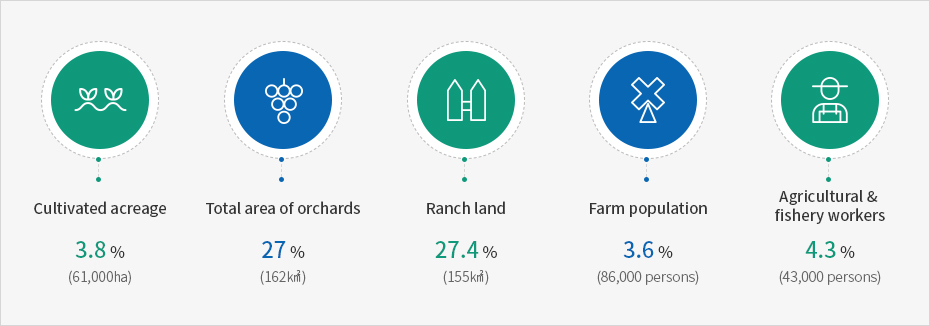 Cultivated acreage
3.8 %
(61,000ha)
Total area of orchards
27 %
(162㎢)
Ranch land
27.4 %
(155㎢)
Farm population
3.6 %
(86,000 persons)
Agricultural &
fishery workers
4.3 %
(43,000 persons)